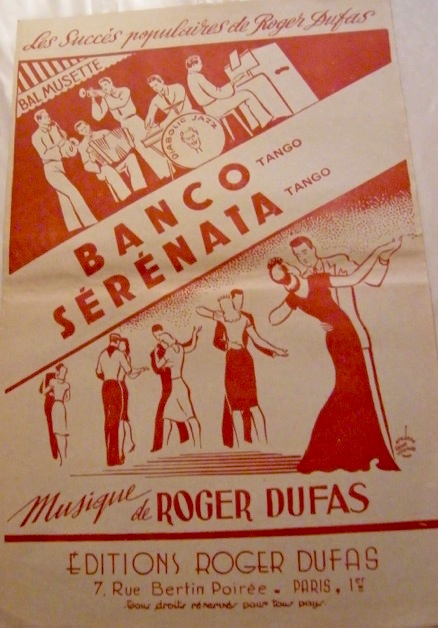 Les Succès populaires de Roger Dufas
BAL MUSETTE
DIABOLIC JAZZ
BANCO TANGO
SÉRÉNATA TANGO
Musique de ROGER DUFAS
ÉDITIONS ROGER DUFAS
7, Rue Bertin Poirée - PARIS, 1er
Tous droits réservés pour tous pays